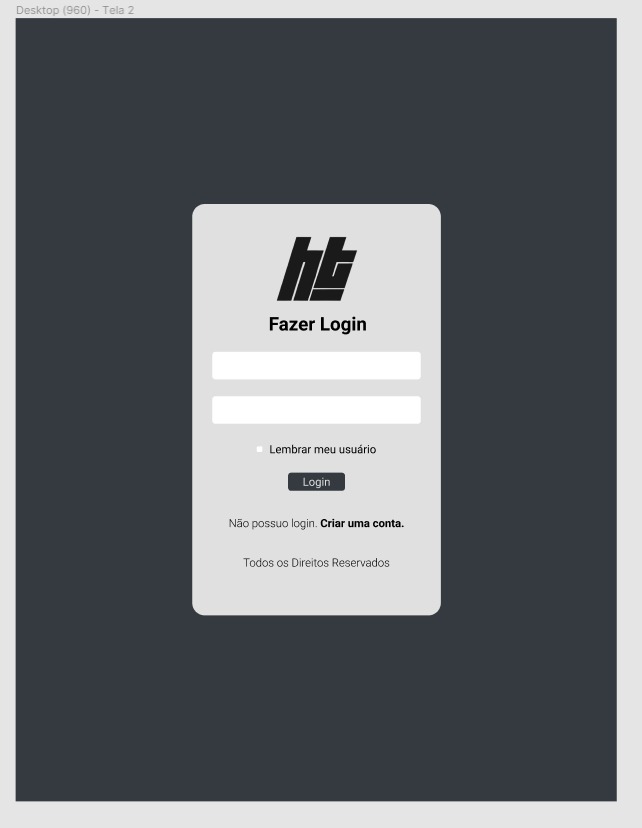 Desktop (960) - Tela 2
ht
Fazer Login
Lembrar meu usuário
Login
Não possuo login. Criar uma conta.
Todos os Direitos Reservados